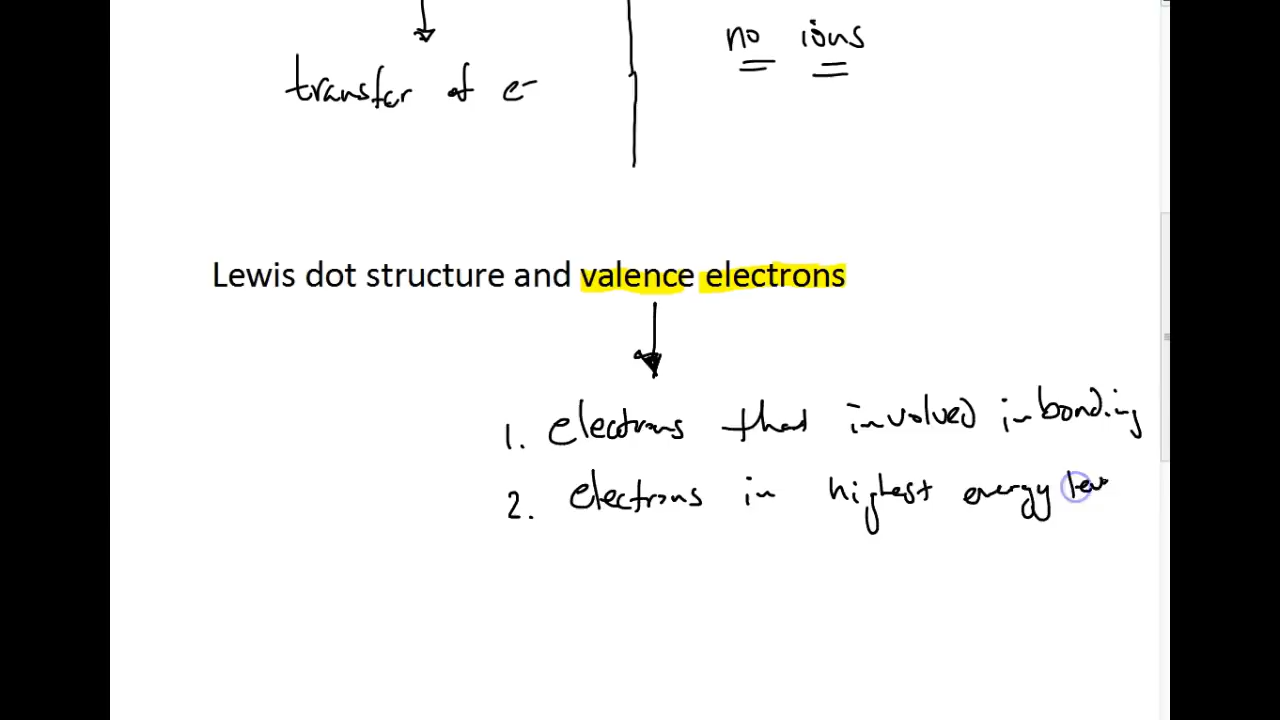 no ions
transfer of e-
Lewis dot structure and valence electrons
1. electrons that involved in bonding
2. electrons in highest energy lev